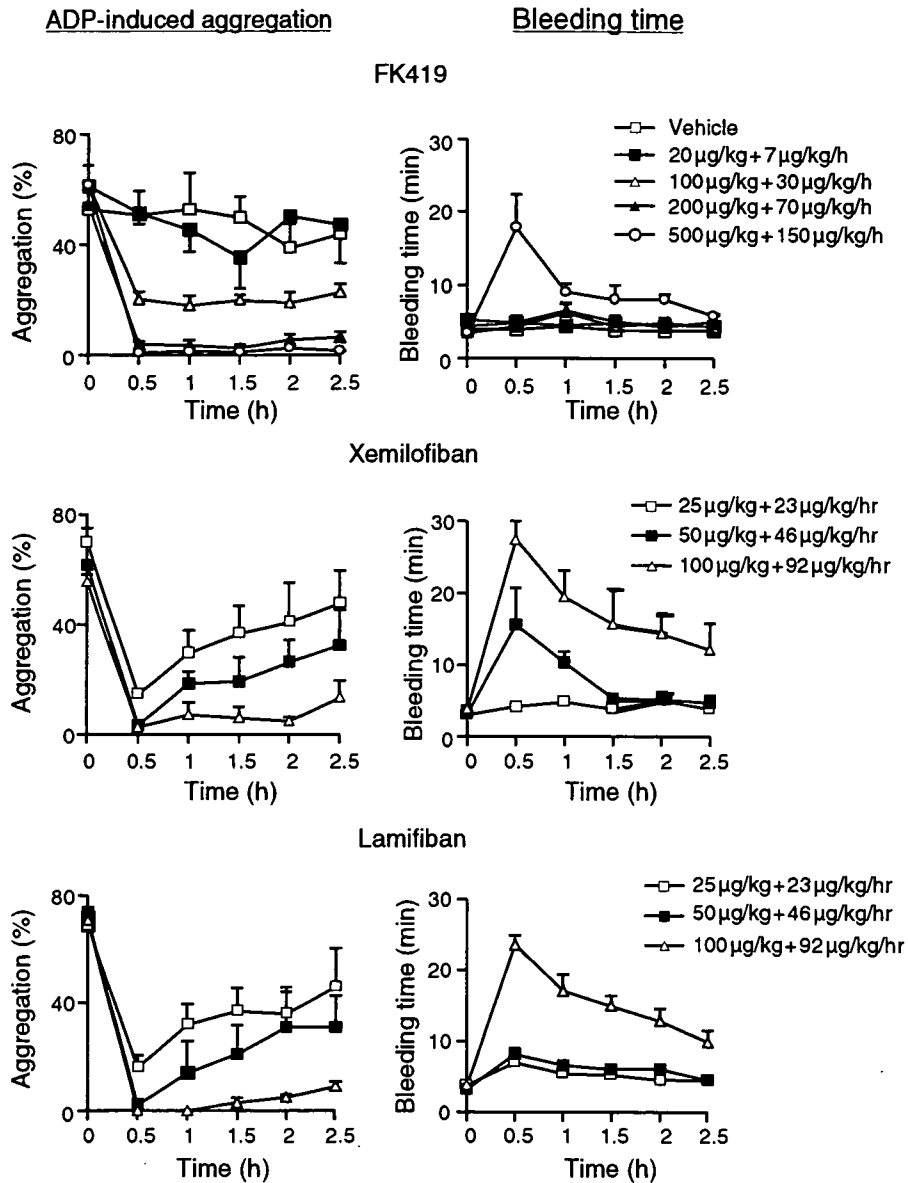 ADP-induced aggregation
Bleeding time
FK419
Aggregation (%)
80
40
0
0 0.5 1 1.5 2 2.5
Time (h)
Bleeding time (min)
30
20
10
0
0 0.5 1 1.5 2 2.5
Time (h)
Vehicle
20μg/kg+7μg/kg/h
100μg/kg+30μg/kg/h
200μg/kg+70μg/kg/h
500μg/kg+150μg/kg/h
Xemilofiban
Aggregation (%)
80
40
0
0 0.5 1 1.5 2 2.5
Time (h)
Bleeding time (min)
30
20
10
0
0 0.5 1 1.5 2 2.5
Time (h)
25μg/kg+23μg/kg/hr
50μg/kg+46μg/kg/hr
100μg/kg+92μg/kg/hr
Lamifiban
Aggregation (%)
80
40
0
0 0.5 1 1.5 2 2.5
Time (h)
Bleeding time (min)
30
20
10
0
0 0.5 1 1.5 2 2.5
Time (h)
25μg/kg+23μg/kg/hr
50μg/kg+46μg/kg/hr
100μg/kg+92μg/kg/hr